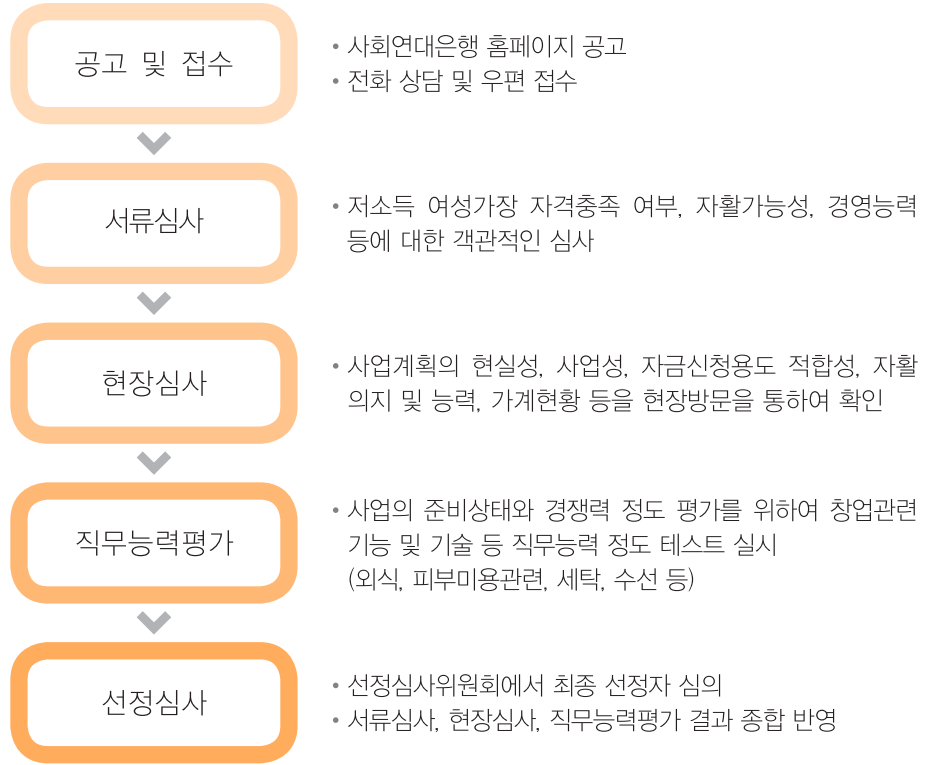 공고 및 접수
• 사회연대은행 홈페이지 공고
• 전화 상담 및 우편 접수
서류심사
• 저소득 여성가장 자격충족 여부, 자활가능성, 경영능력
등에 대한 객관적인 심사
현장심사
• 사업계획의 현실성, 사업성, 자금신청용도 적합성, 자활
의지 및 능력, 가계현황 등을 현장방문을 통하여 확인
직무능력평가
• 사업의 준비상태와 경쟁력 정도 평가를 위하여 창업관련
기능 및 기술 등 직무능력 정도 테스트 실시
(외식, 피부미용관련, 세탁, 수선 등)
선정심사
• 선정심사위원회에서 최종 선정자 심의
• 서류심사, 현장심사, 직무능력평가 결과 종합 반영